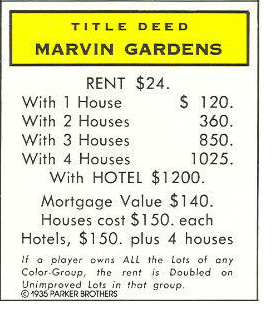 TITLE DEED
MARVIN GARDENS
RENT $24.
With 1 House $ 120.
With 2 Houses 360.
With 3 Houses 850.
With 4 Houses 1025.
With HOTEL $1200.
Mortgage Value $140.
Houses cost $150. each
Hotels, $150. plus 4 houses
If a player owns ALL the Lots of any
Color-Group, the rent is Doubled on
Unimproved Lots in that group.
© 1935 PARKER BROTHERS